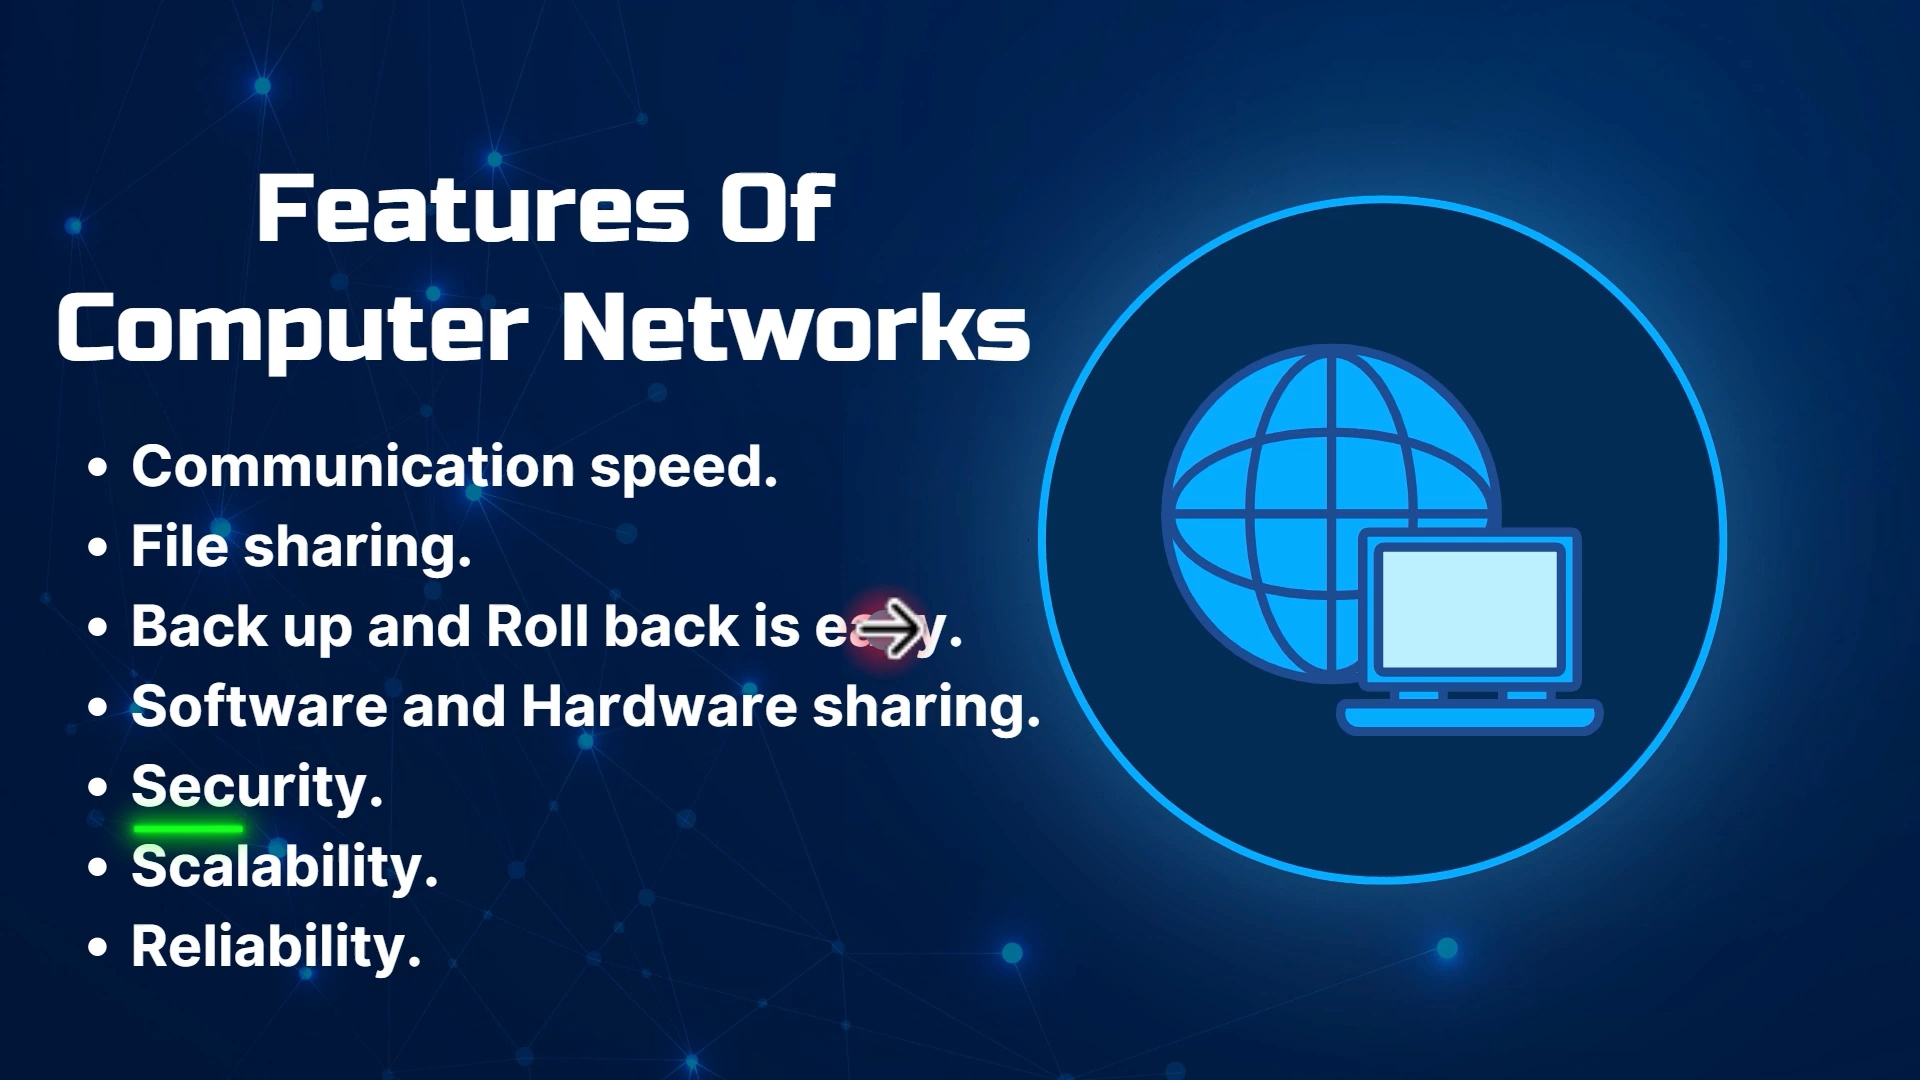 Features Of
Computer Networks
• Communication speed.
• File sharing.
• Back up and Roll back is easy.
• Software and Hardware sharing.
• Security.
• Scalability.
• Reliability.